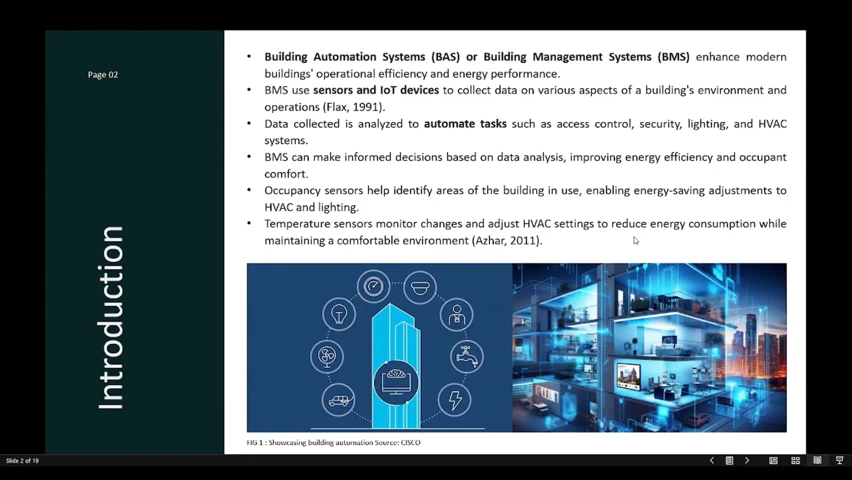 Page 02
Introduction
• Building Automation Systems (BAS) or Building Management Systems (BMS) enhance modern
buildings' operational efficiency and energy performance.
• BMS use sensors and IoT devices to collect data on various aspects of a building's environment and
operations (Flax, 1991).
• Data collected is analyzed to automate tasks such as access control, security, lighting, and HVAC
systems.
• BMS can make informed decisions based on data analysis, improving energy efficiency and occupant
comfort.
• Occupancy sensors help identify areas of the building in use, enabling energy-saving adjustments to
HVAC and lighting.
• Temperature sensors monitor changes and adjust HVAC settings to reduce energy consumption while
maintaining a comfortable environment (Azhar, 2011).
FIG 1 : Showcasing building automation Source: CISCO
Slide 2 of 19